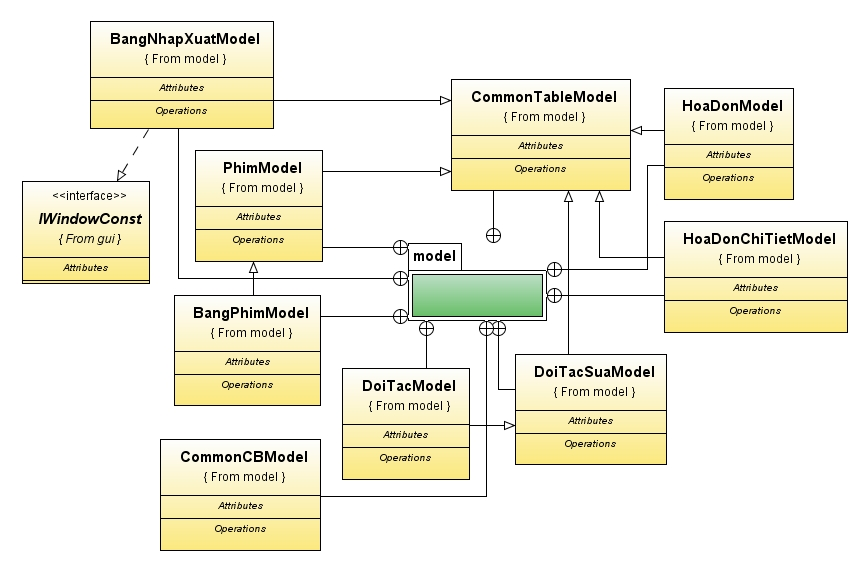 BangNhapXuatModel
{ From model }
Attributes
Operations
CommonTableModel
{ From model }
Attributes
Operations
HoaDonModel
{ From model }
Attributes
Operations
PhimModel
{ From model }
Attributes
Operations
<<interface>>
IWindowConst
{ From gui }
Attributes
HoaDonChiTietModel
{ From model }
Attributes
Operations
model
BangPhimModel
{ From model }
Attributes
Operations
DoiTacModel
{ From model }
Attributes
Operations
DoiTacSuaModel
{ From model }
Attributes
Operations
CommonCBModel
{ From model }
Attributes
Operations